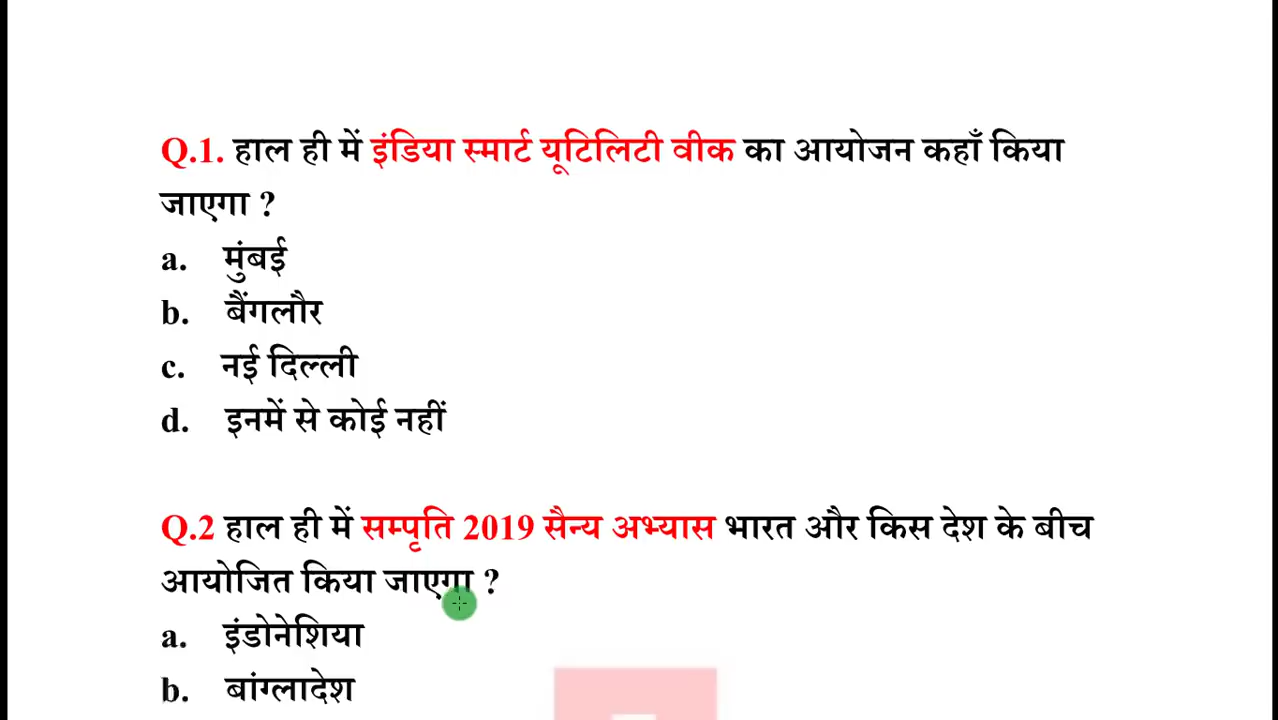 Q.1. हाल ही में इंडिया स्मार्ट यूटिलिटी वीक का आयोजन कहाँ किया
जाएगा ?
a. मुंबई
b. बैंगलौर
c. नई दिल्ली
d. इनमें से कोई नहीं
Q.2 हाल ही में सम्पृति 2019 सैन्य अभ्यास भारत और किस देश के बीच
आयोजित किया जाएगा ?
a. इंडोनेशिया
b. बांग्लादेश